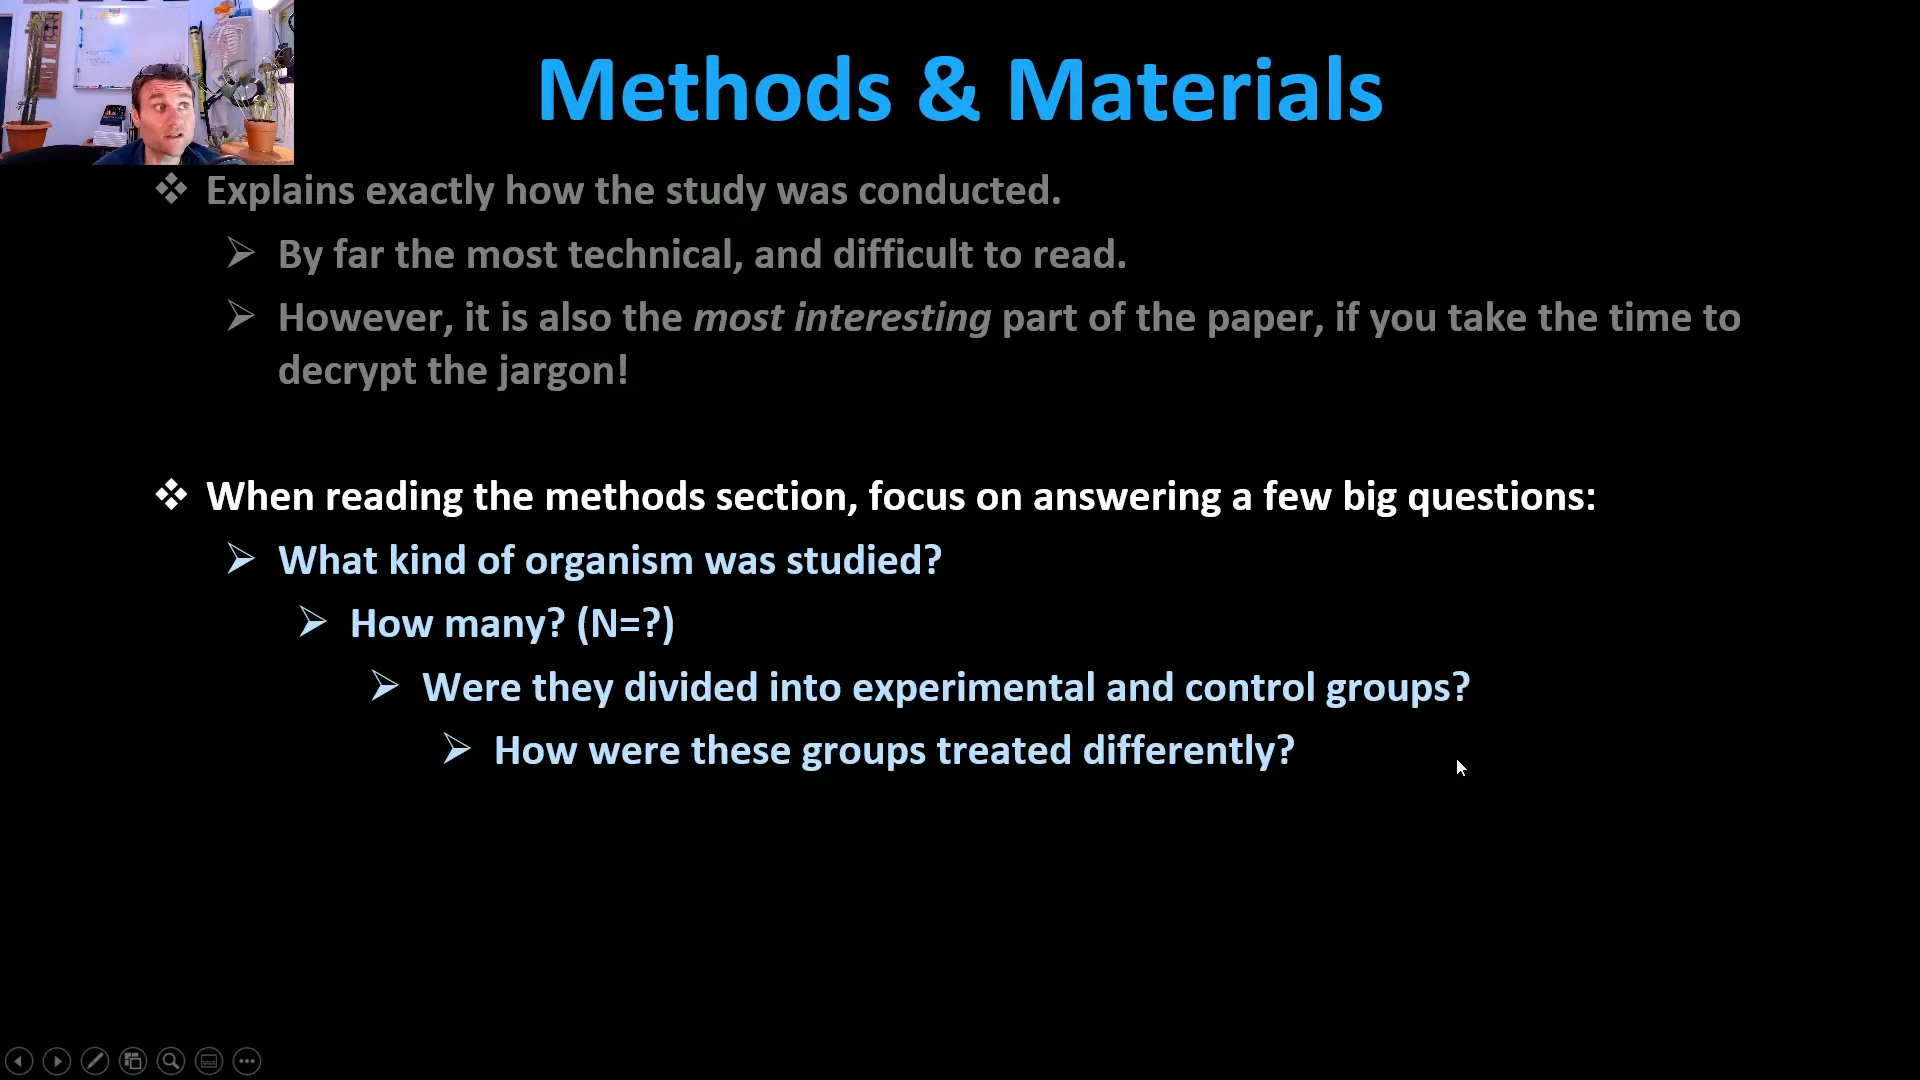 Methods & Materials
Explains exactly how the study was conducted.
By far the most technical, and difficult to read.
However, it is also the most interesting part of the paper, if you take the time to
decrypt the jargon!
When reading the methods section, focus on answering a few big questions:
What kind of organism was studied?
How many? (N=?)
Were they divided into experimental and control groups?
How were these groups treated differently?